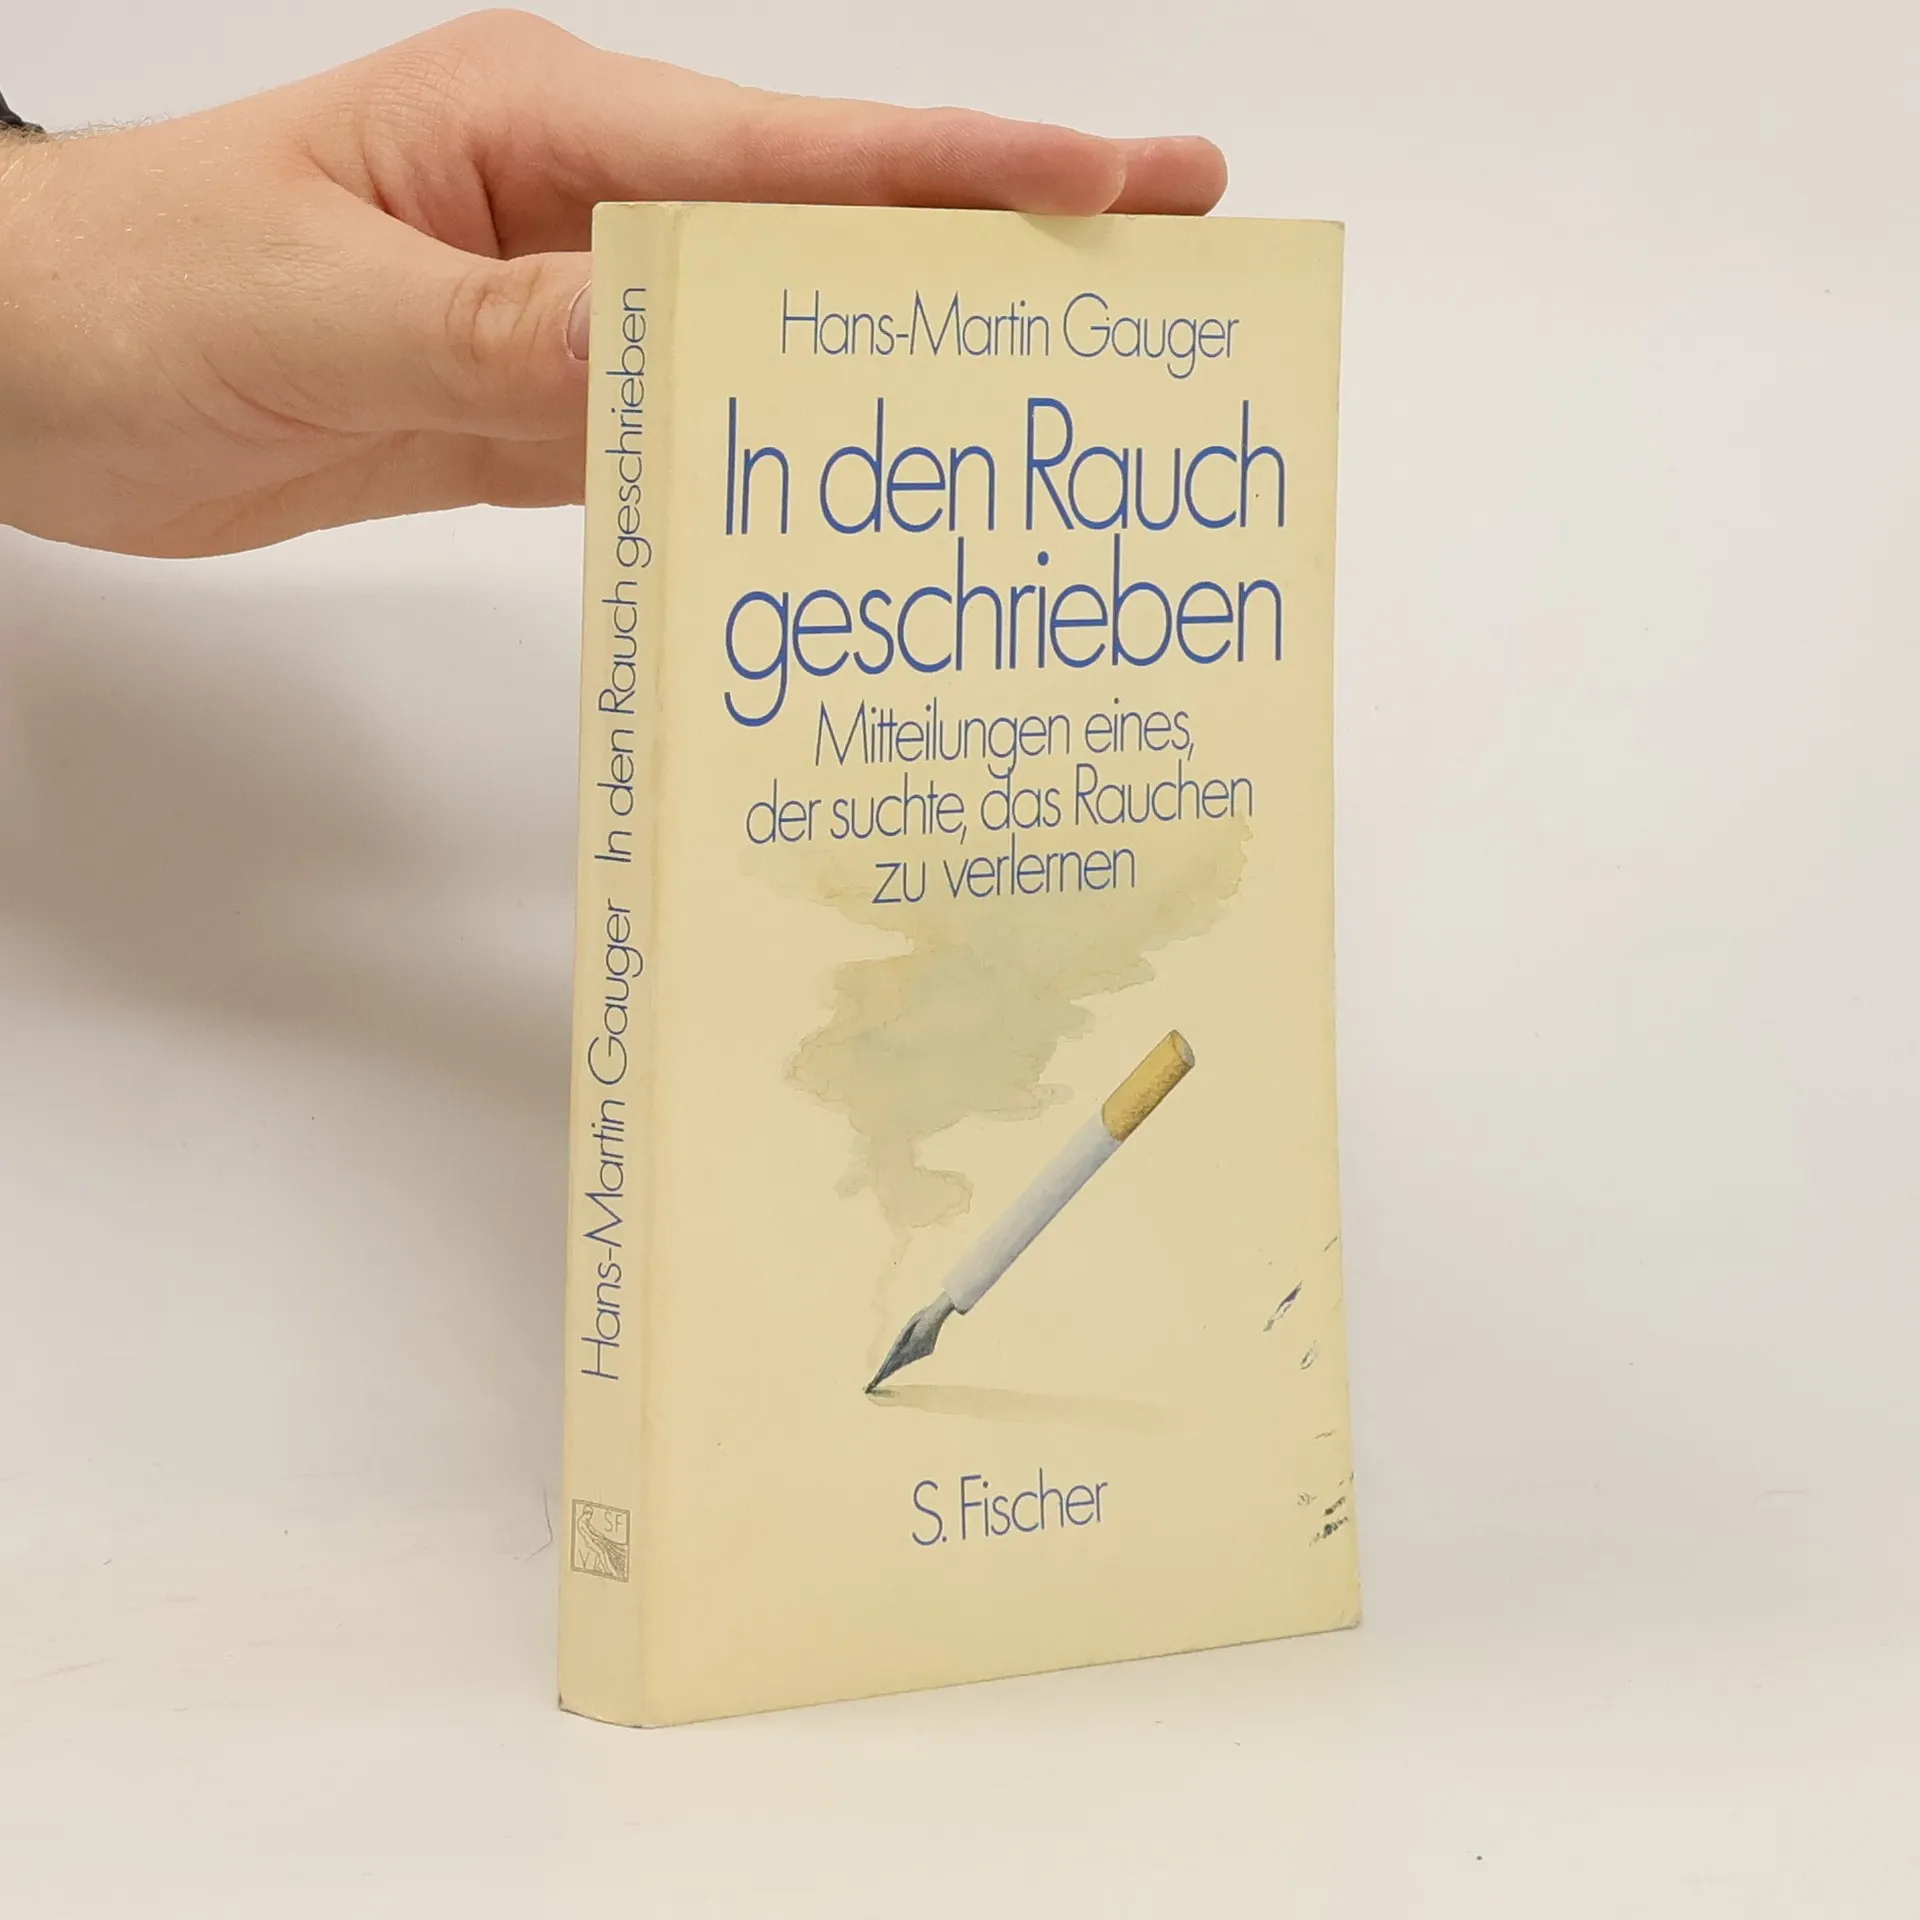 Hans-Martin Gauger
In den Rauch
geschrieben
Mitteilungen eines,
der suchte, das Rauchen
zu verlernen
S. Fischer
Hans-Martin Gauger In den Rauch geschrieben
SF
V